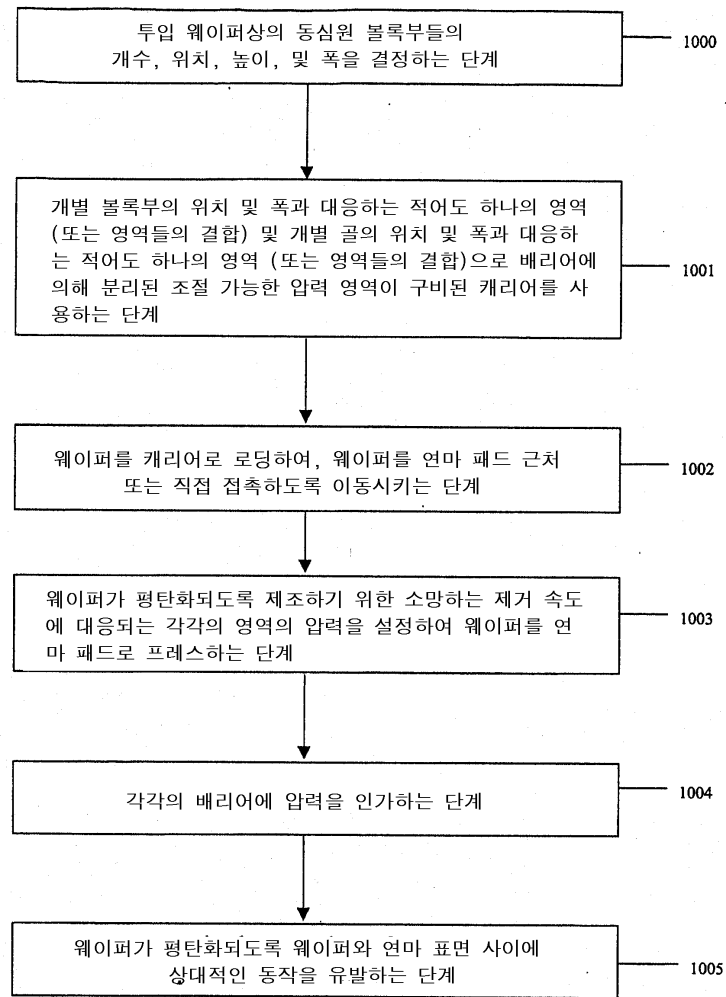 투입 웨이퍼상의 동심원 볼록부들의
개수, 위치, 높이, 및 폭을 결정하는 단계
1000
개별 볼록부의 위치 및 폭과 대응하는 적어도 하나의 영역
(또는 영역들의 결합) 및 개별 골의 위치 및 폭과 대응하
는 적어도 하나의 영역 (또는 영역들의 결합)으로 배리어에
의해 분리된 조절 가능한 압력 영역이 구비된 캐리어를 사
용하는 단계
1001
웨이퍼를 캐리어로 로딩하여, 웨이퍼를 연마 패드 근처
또는 직접 접촉하도록 이동시키는 단계
1002
웨이퍼가 평탄화되도록 제조하기 위한 소망하는 제거 속도
에 대응되는 각각의 영역의 압력을 설정하여 웨이퍼를 연
마 패드로 프레스하는 단계
1003
각각의 배리어에 압력을 인가하는 단계
1004
웨이퍼가 평탄화되도록 웨이퍼와 연마 표면 사이에
상대적인 동작을 유발하는 단계
1005